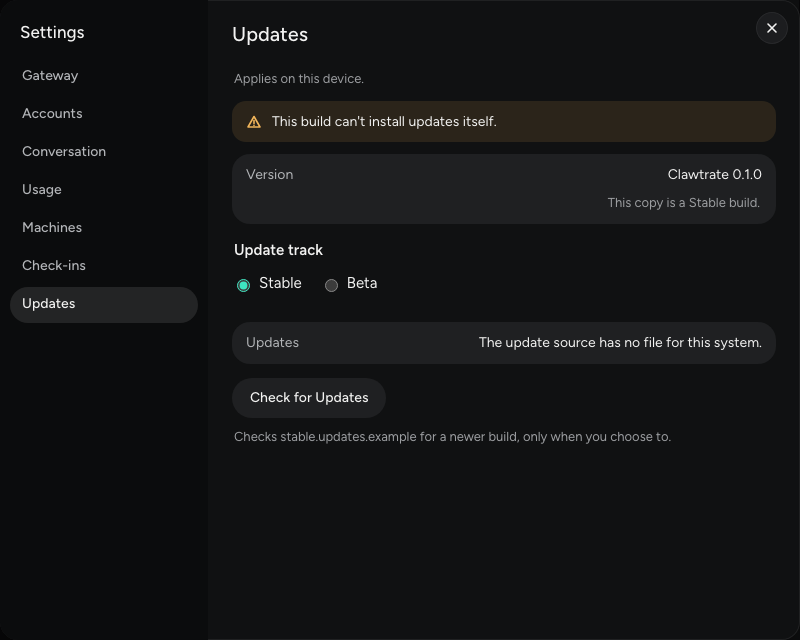 Settings
Gateway
Accounts
Conversation
Usage
Machines
Check-ins
Updates
Updates
Applies on this device.
This build can't install updates itself.
Version
Clawtrate 0.1.0
This copy is a Stable build.
Update track
Stable
Beta
Updates
The update source has no file for this system.
Check for Updates
Checks stable.updates.example for a newer build, only when you choose to.